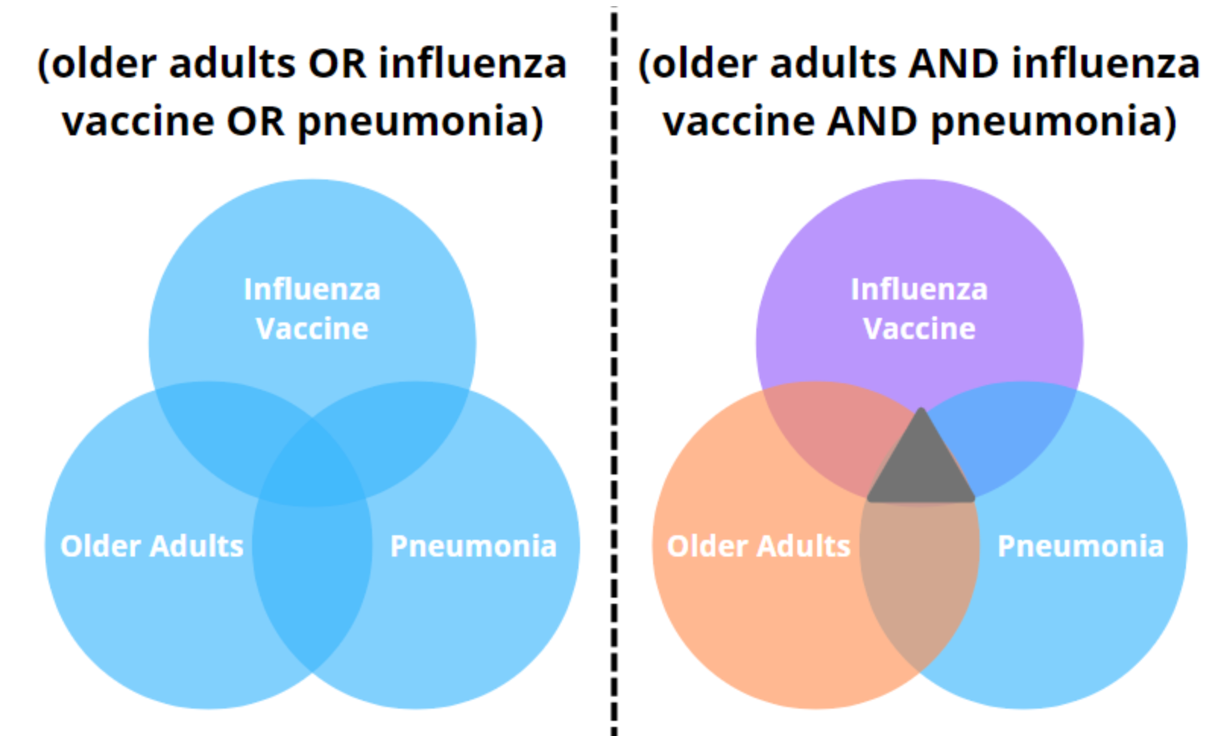 (older adults OR influenza
vaccine OR pneumonia)
Influenza
Vaccine
Older Adults
Pneumonia
(older adults AND influenza
vaccine AND pneumonia)
Influenza
Vaccine
Older Adults
Pneumonia